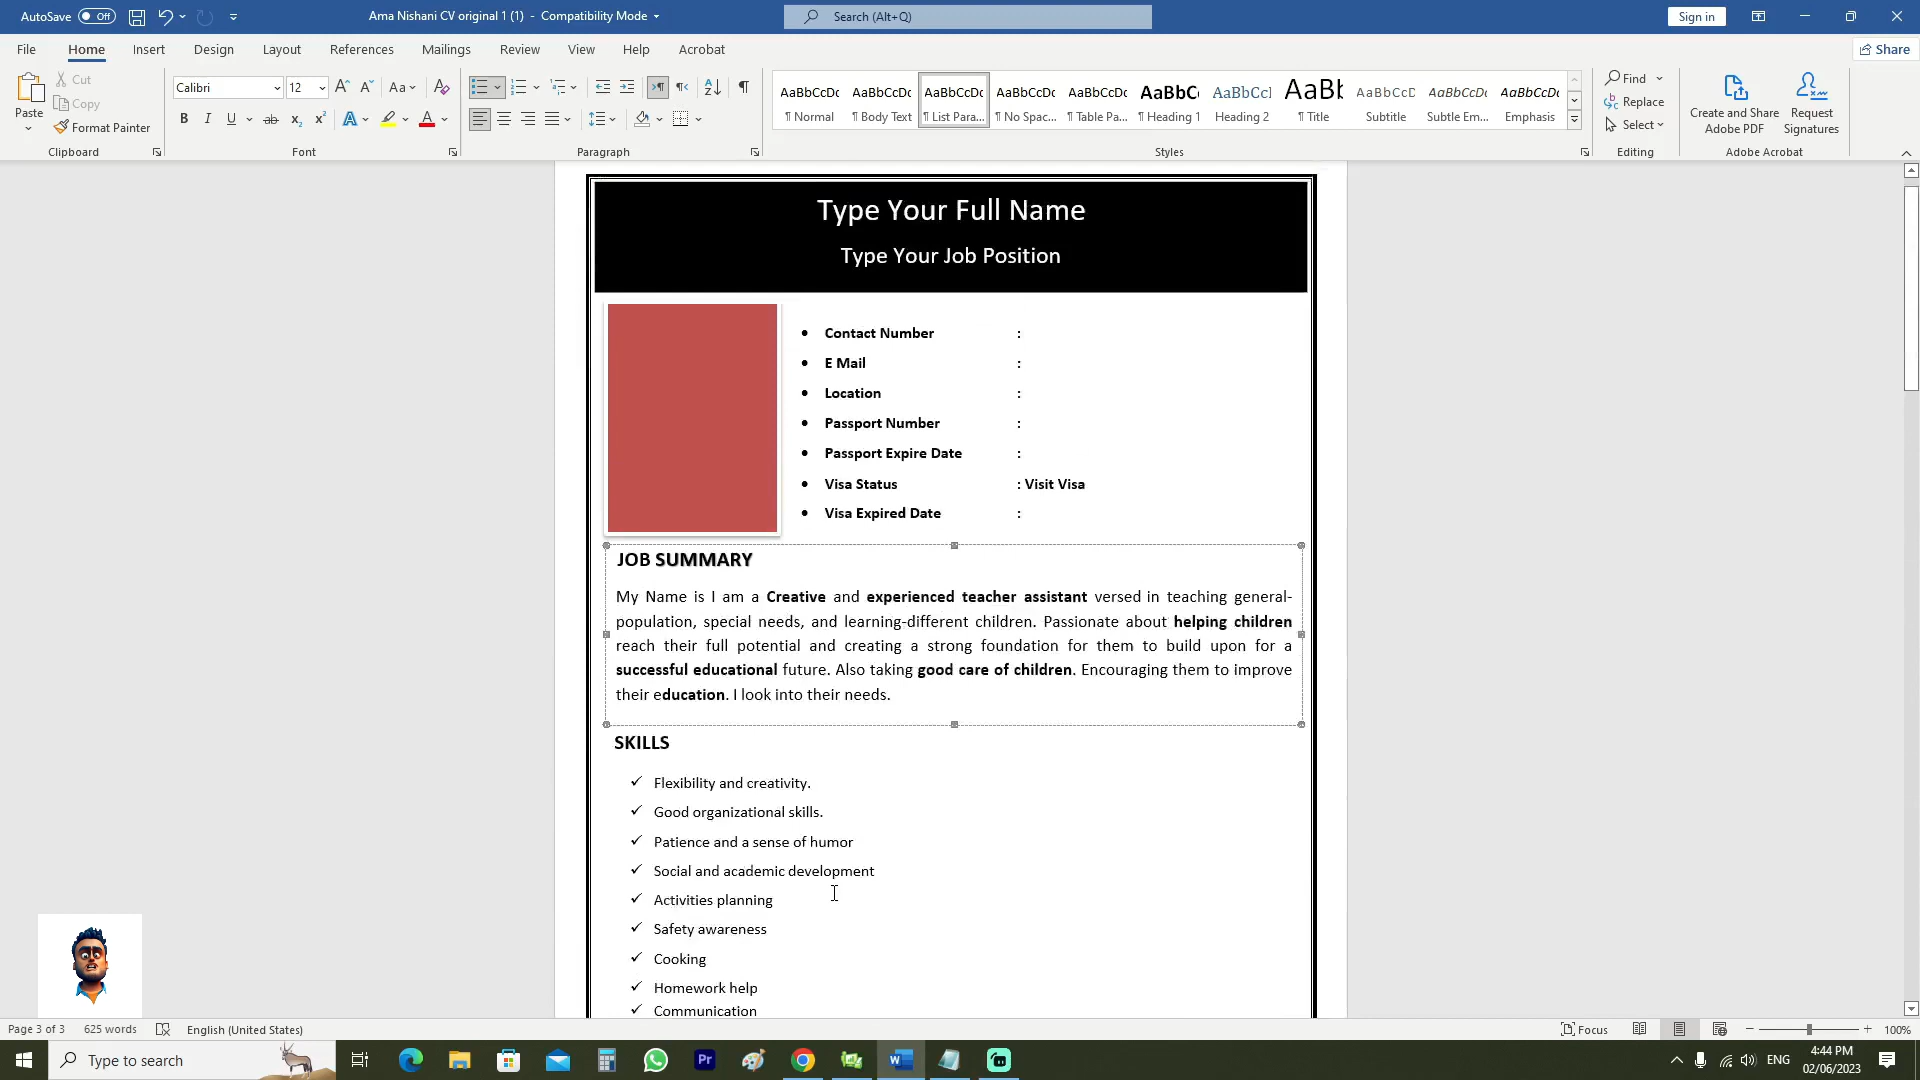 AutoSave Off
Ama Nishani CV original 1 (1) - Compatibility Mode
Search (Alt+Q)
Sign in
File Home Insert Design Layout References Mailings Review View Help Acrobat
Share
Paste
Cut
Copy
Format Painter
Clipboard
Calibri 12
Font
Paragraph
AaBbCcDc AaBbCcDc AaBbCcDc AaBbCcDc AaBbCcDc AaBbC AaBbCcI AaBb AaBbCcD AaBbCcDc AaBbCcDc
¶ Normal ¶ Body Text ¶ List Para... ¶ No Spac... ¶ Table Pa... ¶ Heading 1 Heading 2 ¶ Title Subtitle Subtle Em... Emphasis
Styles
Find
Replace
Select
Editing
Create and Share
Adobe PDF
Request
Signatures
Adobe Acrobat
Type Your Full Name
Type Your Job Position
• Contact Number :
• E Mail :
• Location :
• Passport Number :
• Passport Expire Date :
• Visa Status : Visit Visa
• Visa Expired Date :
JOB SUMMARY
My Name is I am a Creative and experienced teacher assistant versed in teaching general-
population, special needs, and learning-different children. Passionate about helping children
reach their full potential and creating a strong foundation for them to build upon for a
successful educational future. Also taking good care of children. Encouraging them to improve
their education. I look into their needs.
SKILLS
✓ Flexibility and creativity.
✓ Good organizational skills.
✓ Patience and a sense of humor
✓ Social and academic development
✓ Activities planning
✓ Safety awareness
✓ Cooking
✓ Homework help
✓ Communication
Page 3 of 3 625 words English (United States)
Focus
100%
Type to search
ENG
4:44 PM
02/06/2023